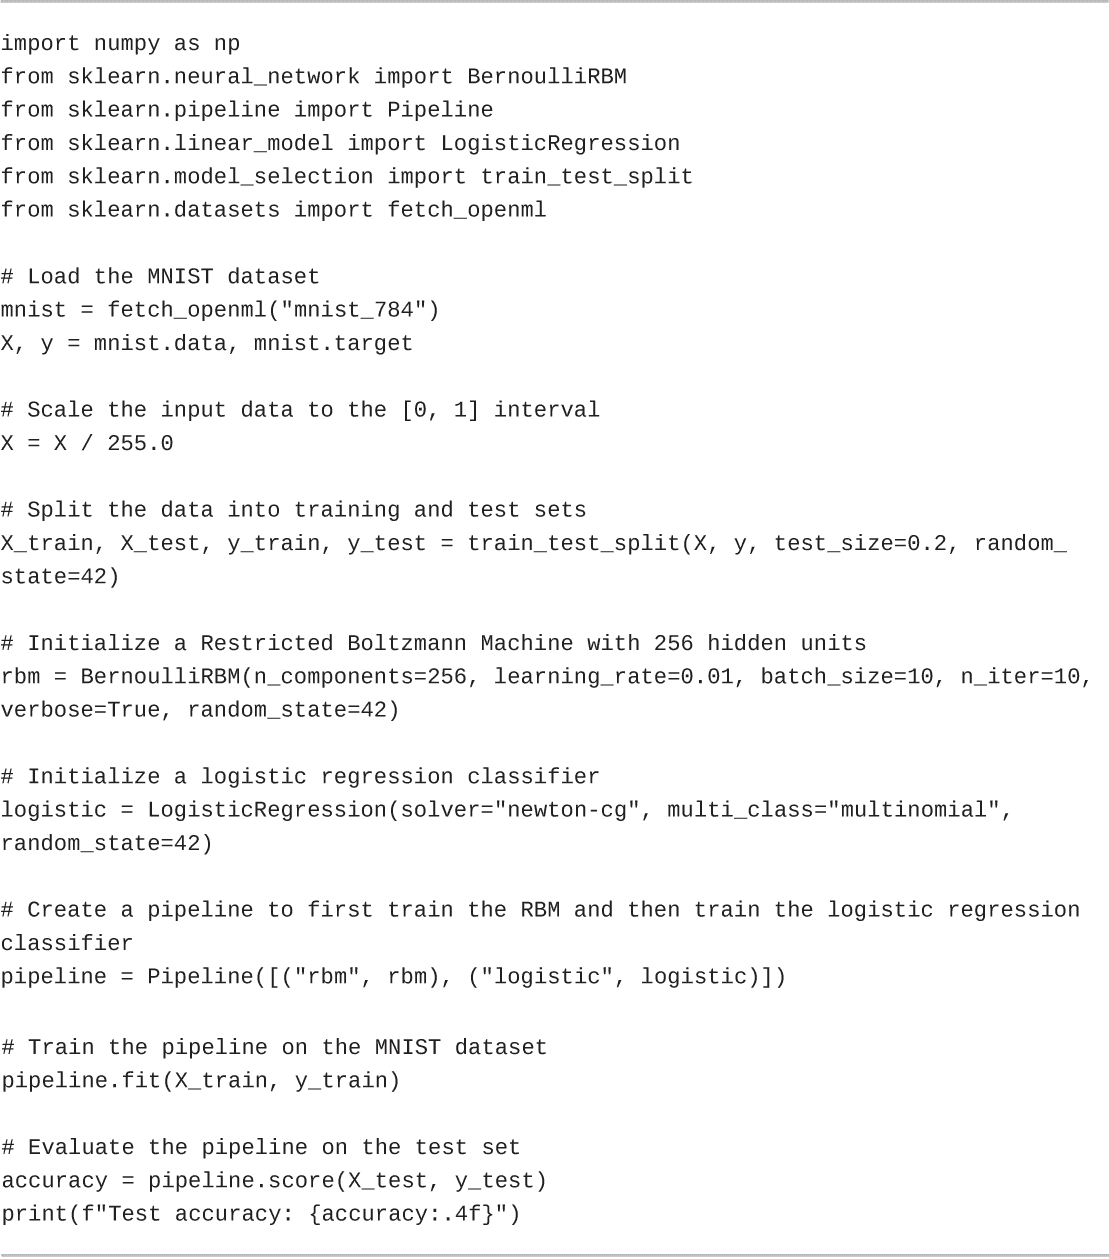 import numpy as np
from sklearn.neural_network import BernoulliRBM
from sklearn.pipeline import Pipeline
from sklearn.linear_model import LogisticRegression
from sklearn.model_selection import train_test_split
from sklearn.datasets import fetch_openml
# Load the MNIST dataset
mnist = fetch_openml("mnist_784")
X, y = mnist.data, mnist.target
# Scale the input data to the [0, 1] interval
X = X / 255.0
# Split the data into training and test sets
X_train, X_test, y_train, y_test = train_test_split(X, y, test_size=0.2, random_
state=42)
# Initialize a Restricted Boltzmann Machine with 256 hidden units
rbm = BernoulliRBM(n_components=256, learning_rate=0.01, batch_size=10, n_iter=10,
verbose=True, random_state=42)
# Initialize a logistic regression classifier
logistic = LogisticRegression(solver="newton-cg", multi_class="multinomial",
random_state=42)
# Create a pipeline to first train the RBM and then train the logistic regression
classifier
pipeline = Pipeline([("rbm", rbm), ("logistic", logistic)])
# Train the pipeline on the MNIST dataset
pipeline.fit(X_train, y_train)
# Evaluate the pipeline on the test set
accuracy = pipeline.score(X_test, y_test)
print(f"Test accuracy: {accuracy:.4f}")